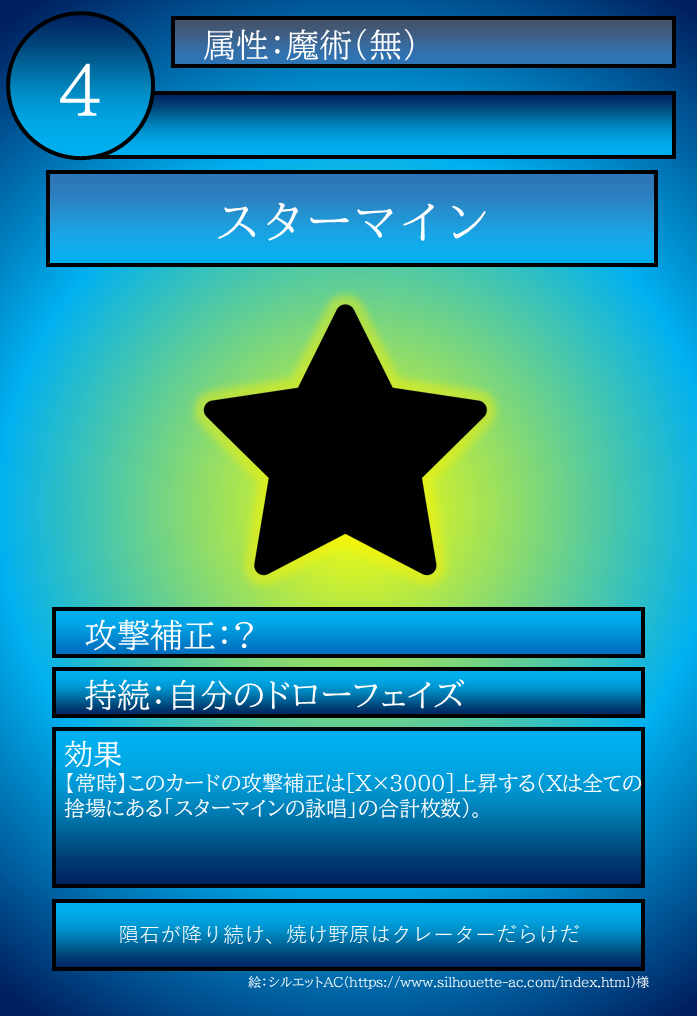 属性：魔術（無）
4
スターマイン
攻撃補正：？
持続：自分のドローフェイズ
効果
【常時】このカードの攻撃補正は［X×3000］上昇する（Xは全ての
捨場にある「スターマインの詠唱」の合計枚数）。
隕石が降り続け、焼け野原はクレーターだらけだ
絵：シルエットAC（https://www.silhouette-ac.com/index.html）様